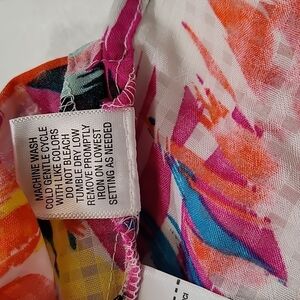 MACHINE WASH
COLD GENTLE CYCLE
WITH LIKE COLORS
DO NOT BLEACH
TUMBLE DRY LOW
REMOVE PROMPTLY
IRON ON LOWEST
SETTING AS NEEDED